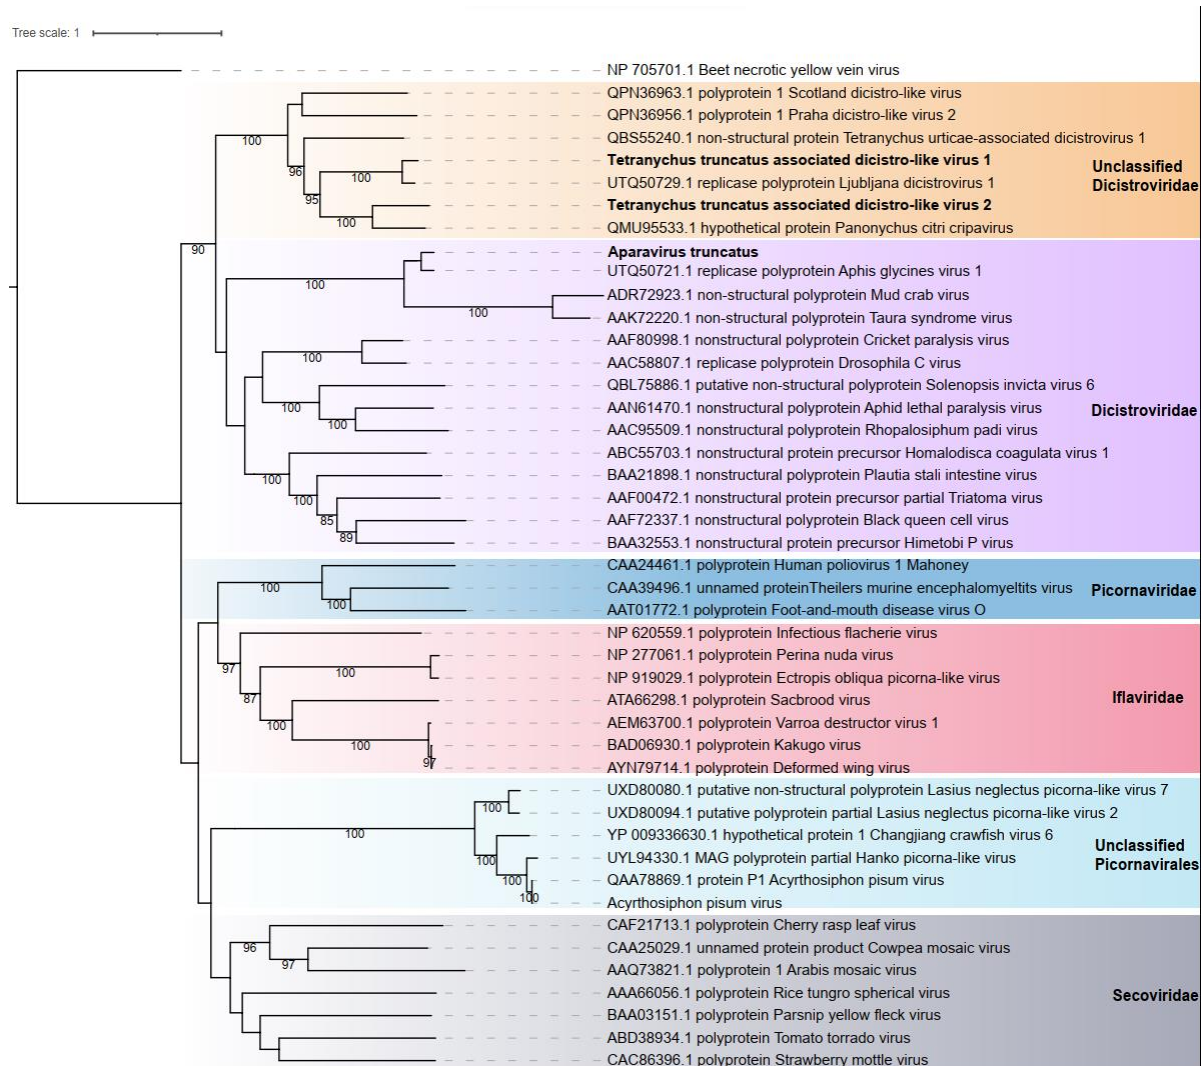 Tree scale: 1
NP 705701.1 Beet necrotic yellow vein virus
QPN36963.1 polyprotein 1 Scotland dicistro-like virus
QPN36956.1 polyprotein 1 Praha dicistro-like virus 2
100
QBS55240.1 non-structural protein Tetranychus urticae-associated dicistrovirus 1
Tetranychus truncatus associated dicistro-like virus 1
Unclassified
Dicistroviridae
96
100
UTQ50729.1 replicase polyprotein Ljubljana dicistrovirus 1
95
Tetranychus truncatus associated dicistro-like virus 2
100
QMU95533.1 hypothetical protein Panonychus citri cripavirus
90
Aparavirus truncatus
UTQ50721.1 replicase polyprotein Aphis glycines virus 1
100
ADR72923.1 non-structural polyprotein Mud crab virus
100
AAK72220.1 non-structural polyprotein Taura syndrome virus
AAF80998.1 nonstructural polyprotein Cricket paralysis virus
100
AAC58807.1 replicase polyprotein Drosophila C virus
QBL75886.1 putative non-structural polyprotein Solenopsis invicta virus 6
100
AAN61470.1 nonstructural polyprotein Aphid lethal paralysis virus
Dicistroviridae
100
AAC95509.1 nonstructural polyprotein Rhopalosiphum padi virus
ABC55703.1 nonstructural protein precursor Homalodisca coagulata virus 1
100
BAA21898.1 nonstructural polyprotein Plautia stali intestine virus
100
AAF00472.1 nonstructural protein precursor partial Triatoma virus
85
AAF72337.1 nonstructural polyprotein Black queen cell virus
89
BAA32553.1 nonstructural protein precursor Himetobi P virus
CAA24461.1 polyprotein Human poliovirus 1 Mahoney
100
CAA39496.1 unnamed proteinTheilers murine encephalomyeltits virus
Picornaviridae
100
AAT01772.1 polyprotein Foot-and-mouth disease virus O
NP 620559.1 polyprotein Infectious flacherie virus
97
NP 277061.1 polyprotein Perina nuda virus
100
NP 919029.1 polyprotein Ectropis obliqua picorna-like virus
87
ATA66298.1 polyprotein Sacbrood virus
Iflaviridae
100
AEM63700.1 polyprotein Varroa destructor virus 1
100
BAD06930.1 polyprotein Kakugo virus
97
AYN79714.1 polyprotein Deformed wing virus
UXD80080.1 putative non-structural polyprotein Lasius neglectus picorna-like virus 7
100
UXD80094.1 putative polyprotein partial Lasius neglectus picorna-like virus 2
100
YP 009336630.1 hypothetical protein 1 Changjiang crawfish virus 6
Unclassified
Picornavirales
100
UYL94330.1 MAG polyprotein partial Hanko picorna-like virus
100
QAA78869.1 protein P1 Acyrthosiphon pisum virus
100
Acyrthosiphon pisum virus
CAF21713.1 polyprotein Cherry rasp leaf virus
96
CAA25029.1 unnamed protein product Cowpea mosaic virus
97
AAQ73821.1 polyprotein 1 Arabis mosaic virus
AAA66056.1 polyprotein Rice tungro spherical virus
Secoviridae
BAA03151.1 polyprotein Parsnip yellow fleck virus
ABD38934.1 polyprotein Tomato torrado virus
CAC86396.1 polyprotein Strawberry mottle virus